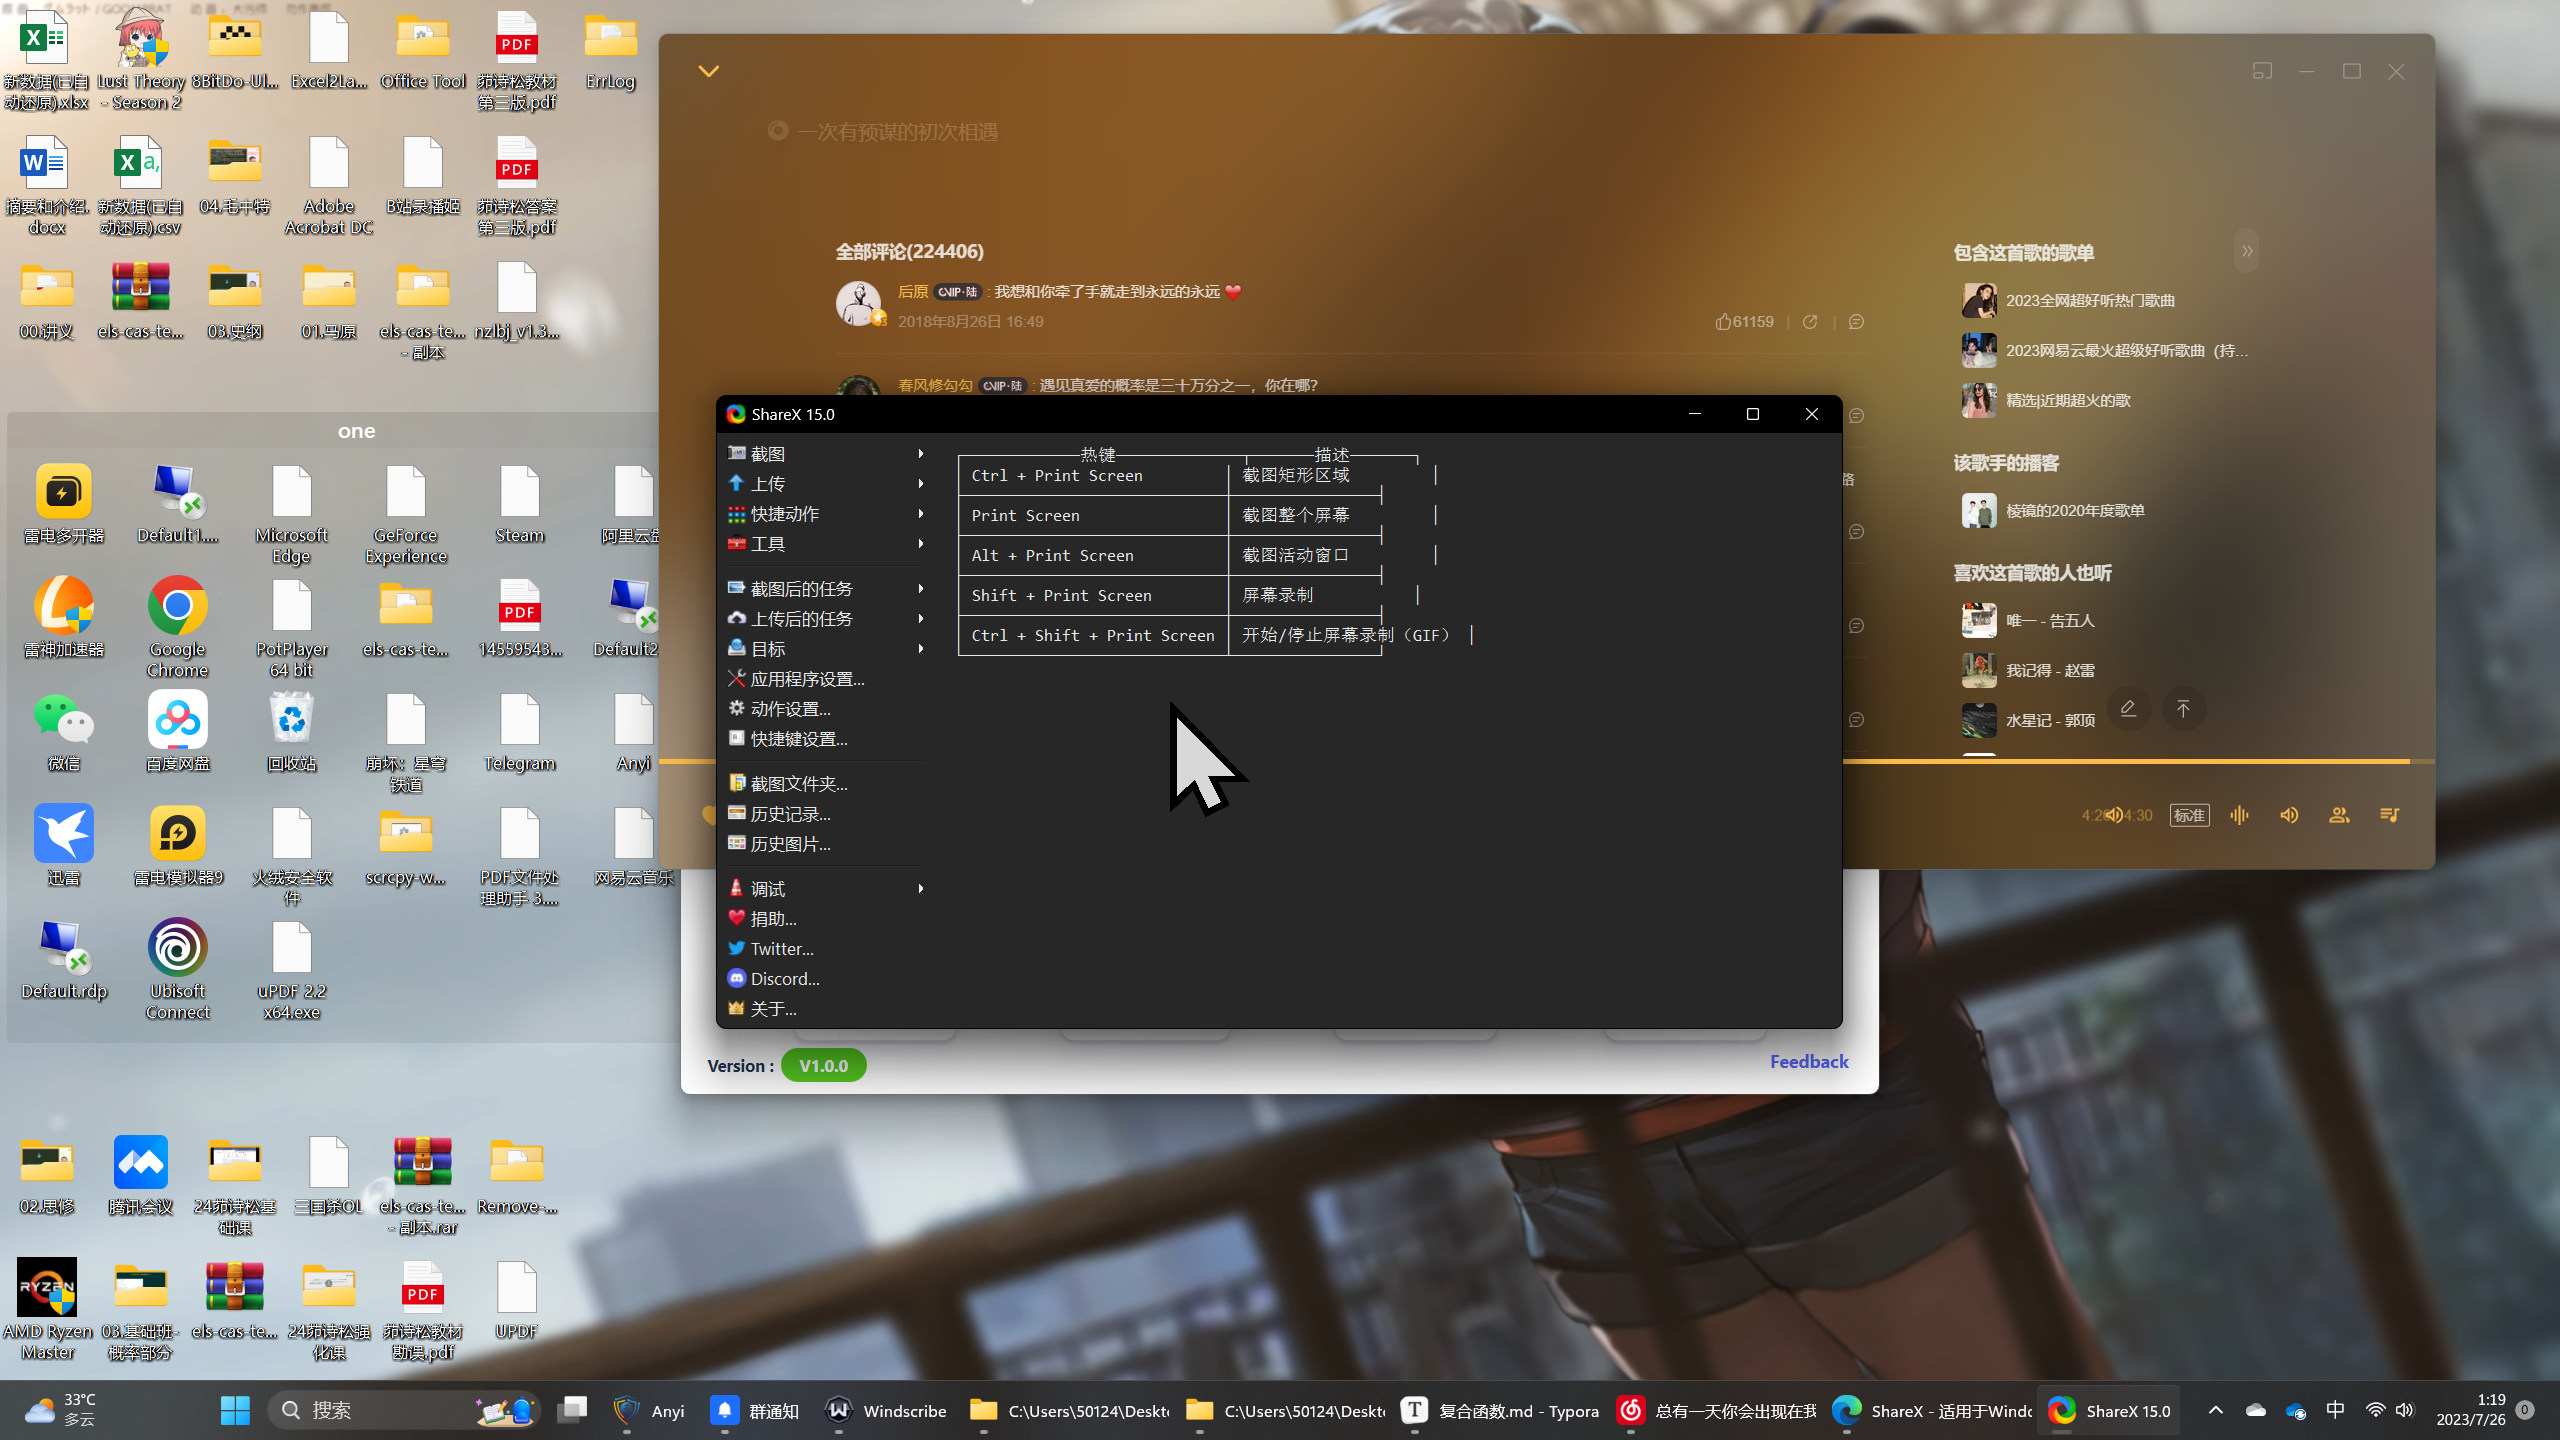 新数据(已自动还原).xlsx
Lust Theory - Season 2
8BitDo-Ul...
Excel2La...
Office Tool
茆诗松教材第三版.pdf
ErrLog
摘要和介绍.docx
新数据(已自动还原).csv
04.毛中特
Adobe Acrobat DC
B站录播姬
茆诗松答案第三版.pdf
00.讲义
els-cas-te...
03.史纲
01.马原
els-cas-te... - 副本
nzlbj_v1.3...
one
雷电多开器
Default1....
Microsoft Edge
GeForce Experience
Steam
阿里云盘
雷神加速器
Google Chrome
PotPlayer 64 bit
els-cas-te...
14559543...
Default2
微信
百度网盘
回收站
崩坏：星穹铁道
Telegram
Anyi
迅雷
雷电模拟器9
火绒安全软件
scrcpy-w...
PDF文件处理助手 3....
网易云音乐
Default.rdp
Ubisoft Connect
uPDF 2.2 x64.exe
02.思修
腾讯会议
24茆诗松基础课
三国杀OL
els-cas-te... - 副本.rar
Remove-...
AMD Ryzen Master
03.基础班-概率部分
els-cas-te...
24茆诗松强化课
茆诗松教材勘误.pdf
UPDF
一次有预谋的初次相遇
全部评论(224406)
后原 CVIP·陆 : 我想和你牵了手就走到永远的永远 ❤️
2018年8月26日 16:49
61159
春风修勾勾 CVIP·陆 : 遇见真爱的概率是三十万分之一，你在哪?
包含这首歌的歌单
2023全网超好听热门歌曲
2023网易云最火超级好听歌曲（持...
精选|近期超火的歌
该歌手的播客
棱镜的2020年度歌单
喜欢这首歌的人也听
唯一 - 告五人
我记得 - 赵雷
水星记 - 郭顶
4:30
标准
ShareX 15.0
截图
上传
快捷动作
工具
截图后的任务
上传后的任务
目标
应用程序设置...
动作设置...
快捷键设置...
截图文件夹...
历史记录...
历史图片...
调试
捐助...
Twitter...
Discord...
关于...
热键 描述
Ctrl + Print Screen 截图矩形区域
Print Screen 截图整个屏幕
Alt + Print Screen 截图活动窗口
Shift + Print Screen 屏幕录制
Ctrl + Shift + Print Screen 开始/停止屏幕录制（GIF）
Version : V1.0.0
Feedback
33°C
多云
搜索
Anyi
群通知
Windscribe
C:\Users\50124\Deskt
C:\Users\50124\Deskt
复合函数.md - Typora
总有一天你会出现在我
ShareX - 适用于Windo
ShareX 15.0
中
1:19
2023/7/26
0